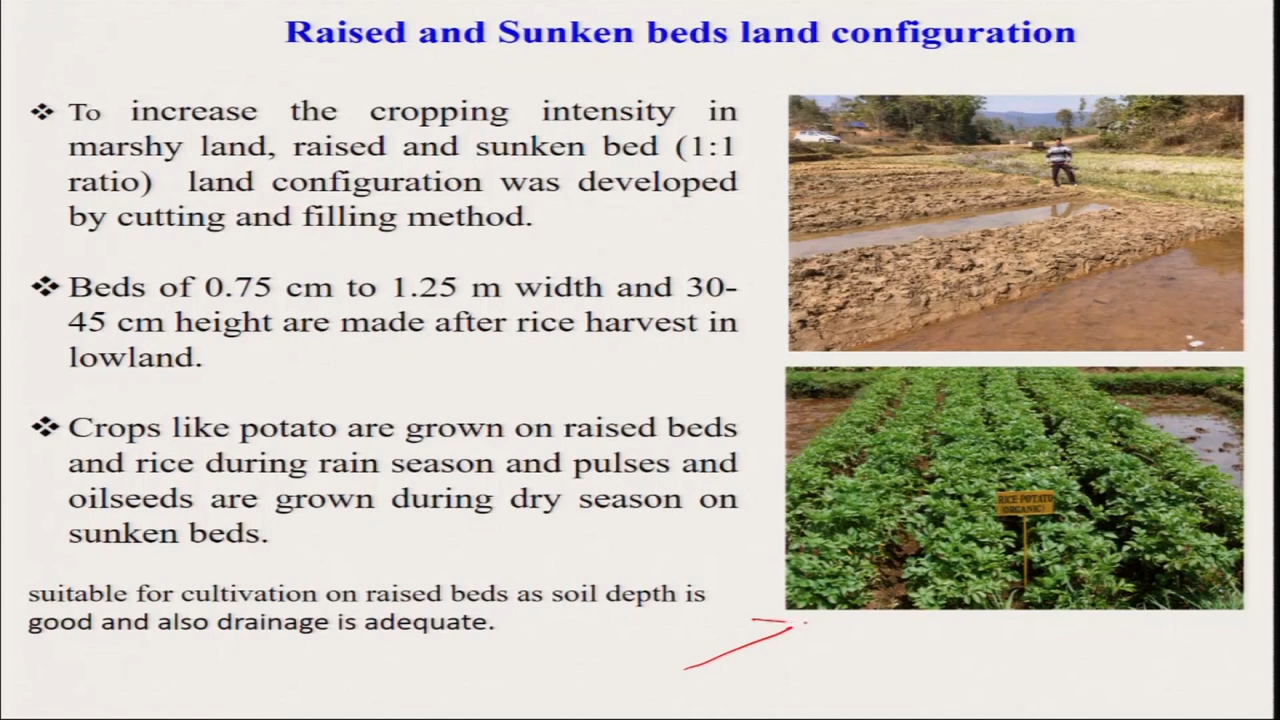 Raised and Sunken beds land configuration
❖ To increase the cropping intensity in
marshy land, raised and sunken bed (1:1
ratio) land configuration was developed
by cutting and filling method.
❖ Beds of 0.75 cm to 1.25 m width and 30-
45 cm height are made after rice harvest in
lowland.
❖ Crops like potato are grown on raised beds
and rice during rain season and pulses and
oilseeds are grown during dry season on
sunken beds.
suitable for cultivation on raised beds as soil depth is
good and also drainage is adequate.
RICE-POTATO
(ORGANIC)